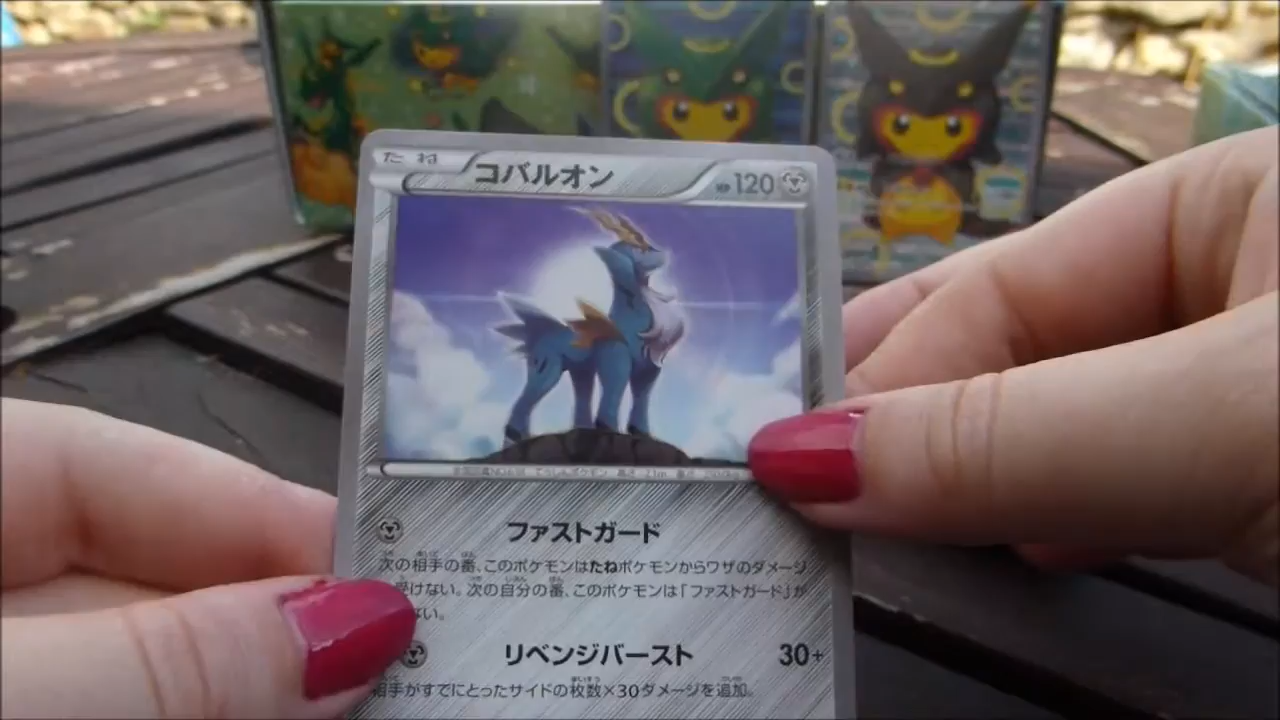 たね コバルオン HP 120
ファストガード
次の相手の番、このポケモンはたねポケモンからワザのダメージ
受けない。次の自分の番、このポケモンは「ファストガード」が
ない。
リベンジバースト 30+
相手がすでにとったサイドの枚数×30ダメージを追加。